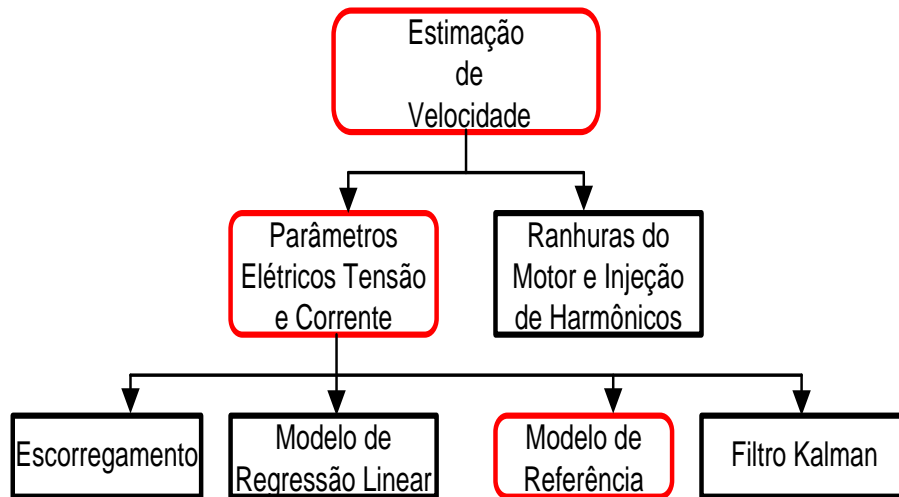 Estimação
de
Velocidade
Parâmetros
Elétricos Tensão
e Corrente
Ranhuras do
Motor e Injeção
de Harmônicos
Escorregamento
Modelo de
Regressão Linear
Modelo de
Referência
Filtro Kalman